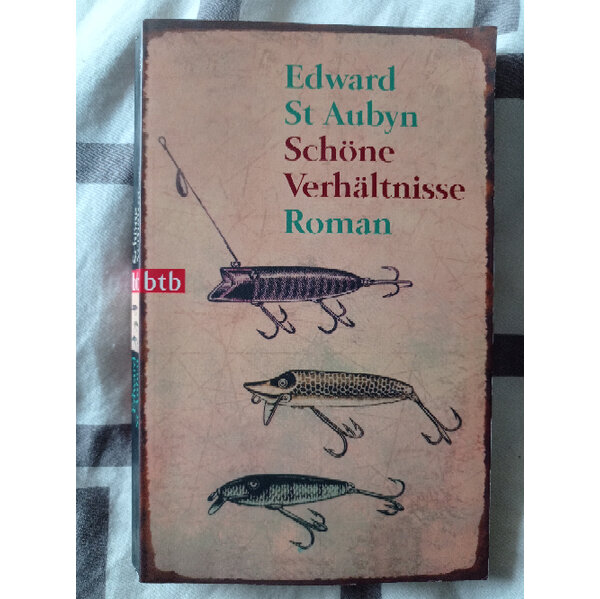 Edward
St Aubyn
Schöne
Verhältnisse
Roman
btb